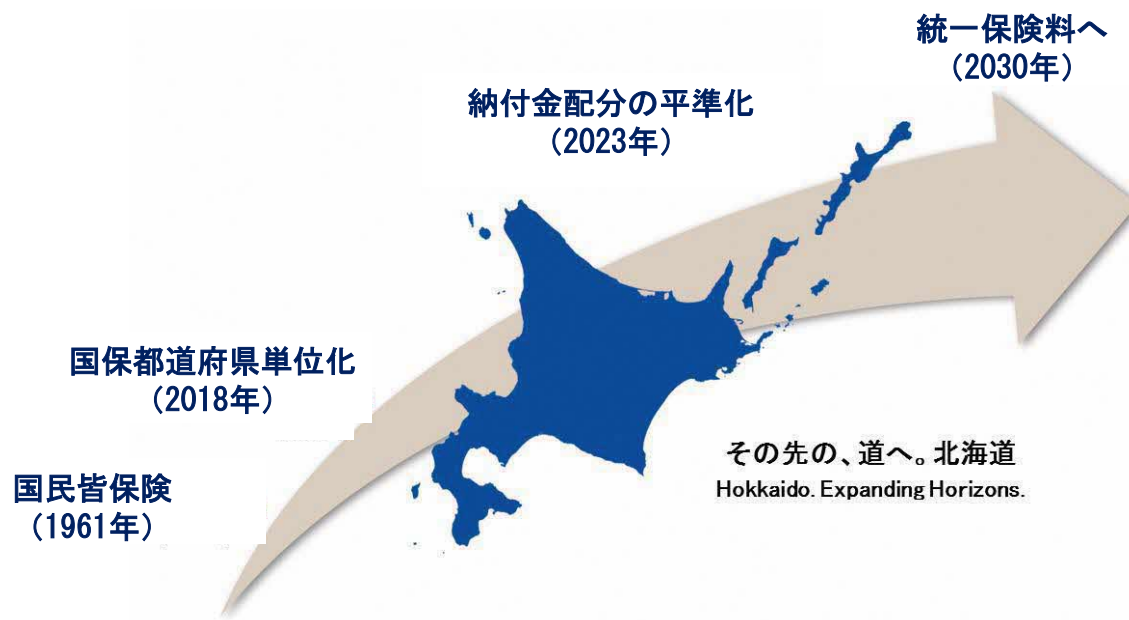 統一保険料へ
（2030年）
納付金配分の平準化
（2023年）
国保都道府県単位化
（2018年）
国民皆保険
（1961年）
その先の、道へ。北海道
Hokkaido. Expanding Horizons.